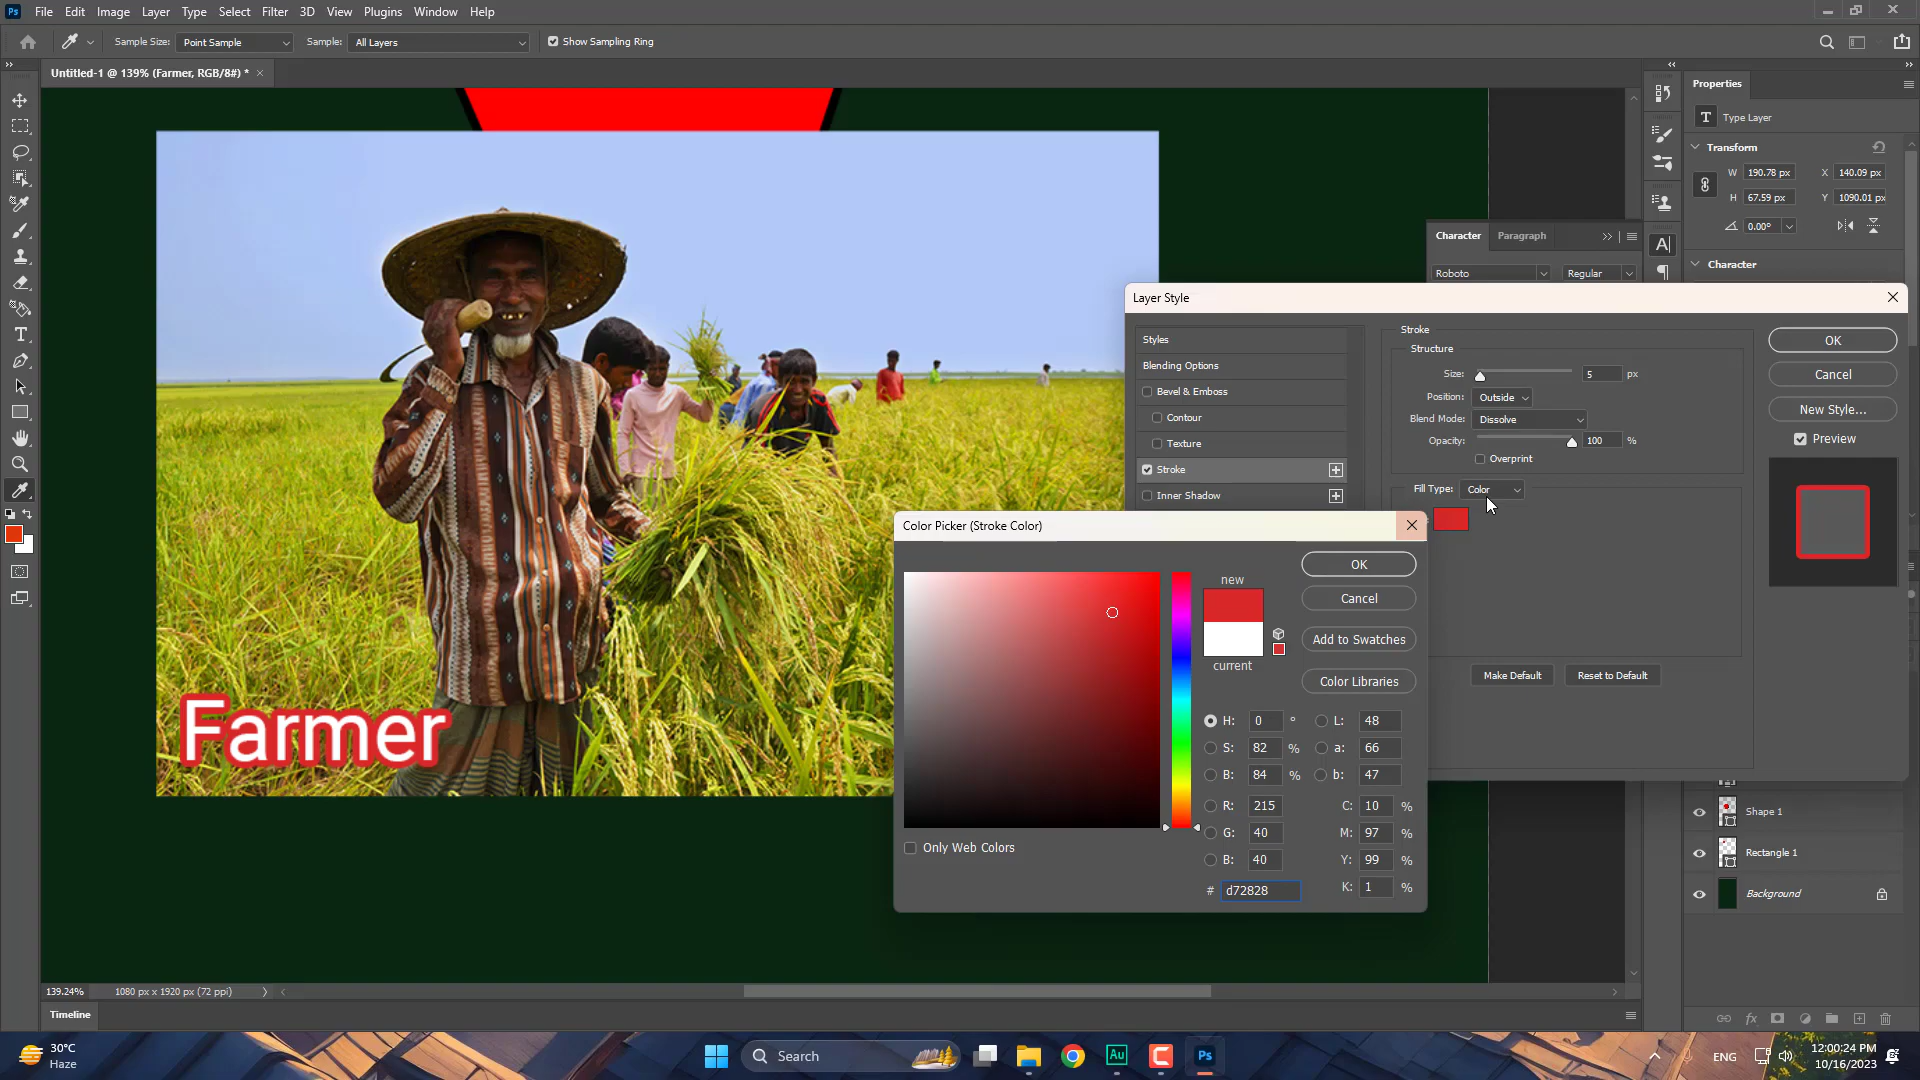 Ps File Edit Image Layer Type Select Filter 3D View Plugins Window Help
Sample Size: Point Sample Sample: All Layers Show Sampling Ring
Untitled-1 @ 139% (Farmer, RGB/8#) * ×
Properties
T Type Layer
Transform
W 190.78 px X 140.09 px
H 67.59 px Y 1090.01 px
0.00°
Character Paragraph
Roboto Regular
Character
Layer Style
Styles
Blending Options
Bevel & Emboss
Contour
Texture
Stroke
Inner Shadow
Stroke
Structure
Size: 5 px
Position: Outside
Blend Mode: Dissolve
Opacity: 100 %
Overprint
Fill Type: Color
Make Default Reset to Default
OK
Cancel
New Style...
Preview
Color Picker (Stroke Color)
new
current
OK
Cancel
Add to Swatches
Color Libraries
H: 0 ° L: 48
S: 82 % a: 66
B: 84 % b: 47
R: 215 C: 10 %
G: 40 M: 97 %
B: 40 Y: 99 %
# d72828 K: 1 %
Only Web Colors
Farmer
Shape 1
Rectangle 1
Background
139.24% 1080 px x 1920 px (72 ppi)
Timeline
30°C
Haze
Search
Au
Ps
ENG
12:00:24 PM
10/16/2023